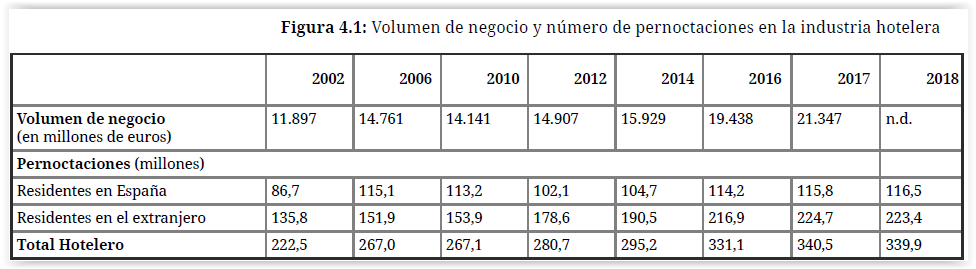 Figura 4.1: Volumen de negocio y número de pernoctaciones en la industria hotelera
2002 2006 2010 2012 2014 2016 2017 2018
Volumen de negocio
(en millones de euros) 11.897 14.761 14.141 14.907 15.929 19.438 21.347 n.d.
Pernoctaciones (millones)
Residentes en España 86,7 115,1 113,2 102,1 104,7 114,2 115,8 116,5
Residentes en el extranjero 135,8 151,9 153,9 178,6 190,5 216,9 224,7 223,4
Total Hotelero 222,5 267,0 267,1 280,7 295,2 331,1 340,5 339,9